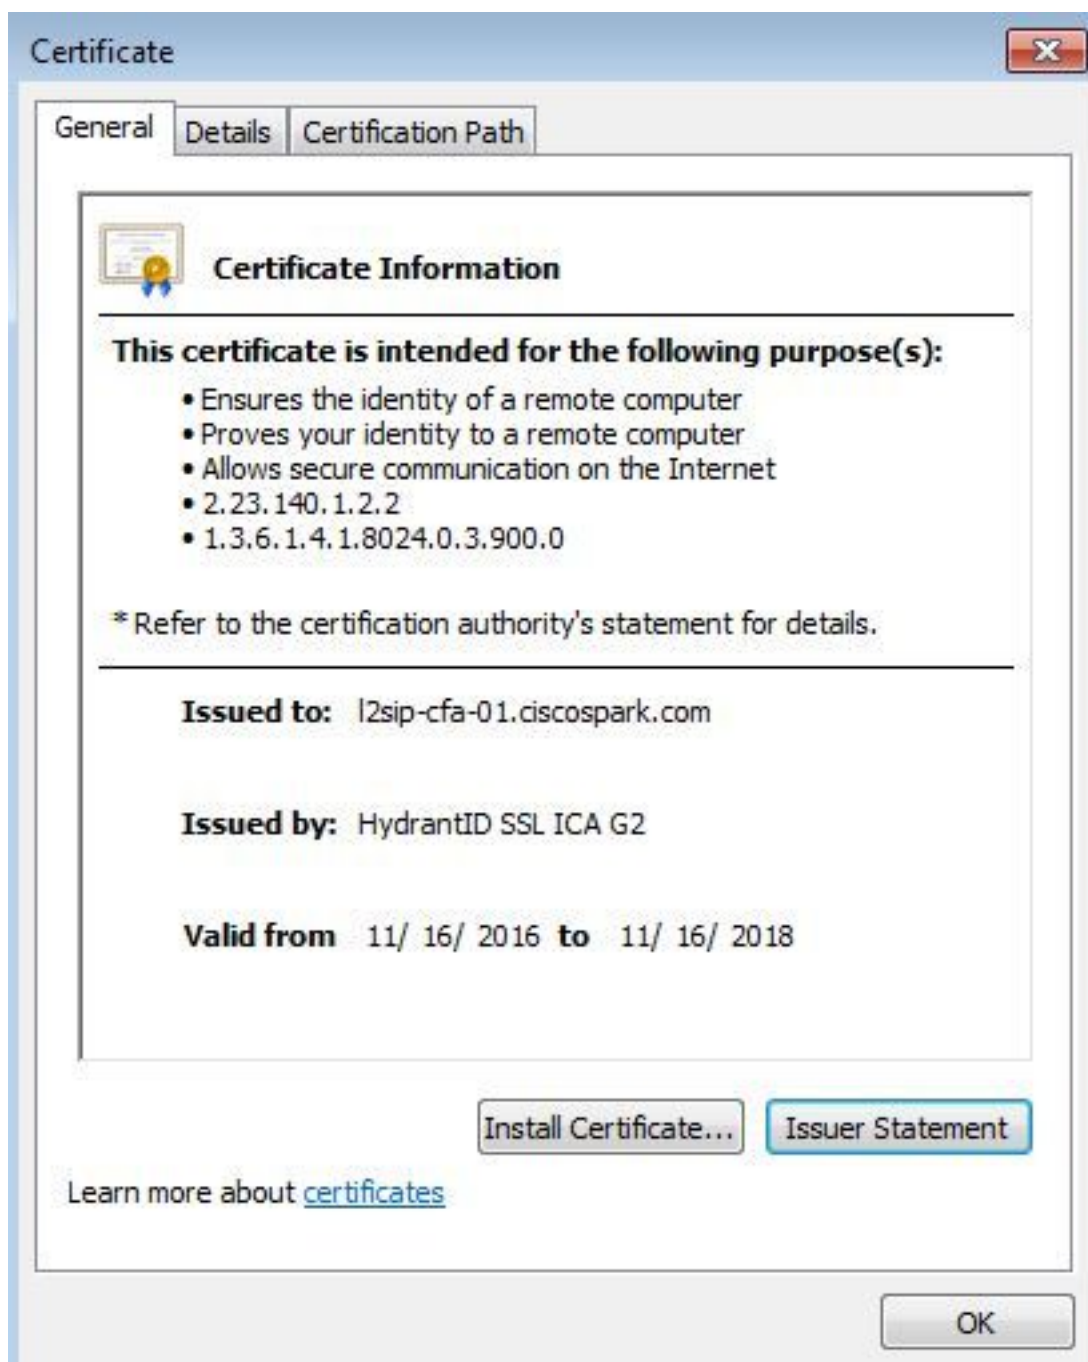 Certificate
General Details Certification Path
Certificate Information
This certificate is intended for the following purpose(s):
• Ensures the identity of a remote computer
• Proves your identity to a remote computer
• Allows secure communication on the Internet
• 2.23.140.1.2.2
• 1.3.6.1.4.1.8024.0.3.900.0
* Refer to the certification authority's statement for details.
Issued to: l2sip-cfa-01.ciscospark.com
Issued by: HydrantID SSL ICA G2
Valid from 11/ 16/ 2016 to 11/ 16/ 2018
Install Certificate... Issuer Statement
Learn more about certificates
OK